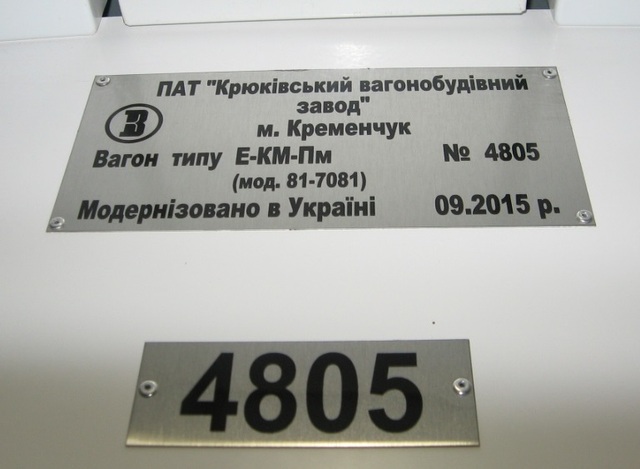 ПАТ "Крюківський вагонобудівний
завод"
В
м. Кременчук
Вагон типу Е-КМ-Пм № 4805
(мод. 81-7081)
Модернізовано в Україні 09.2015 р.
4805